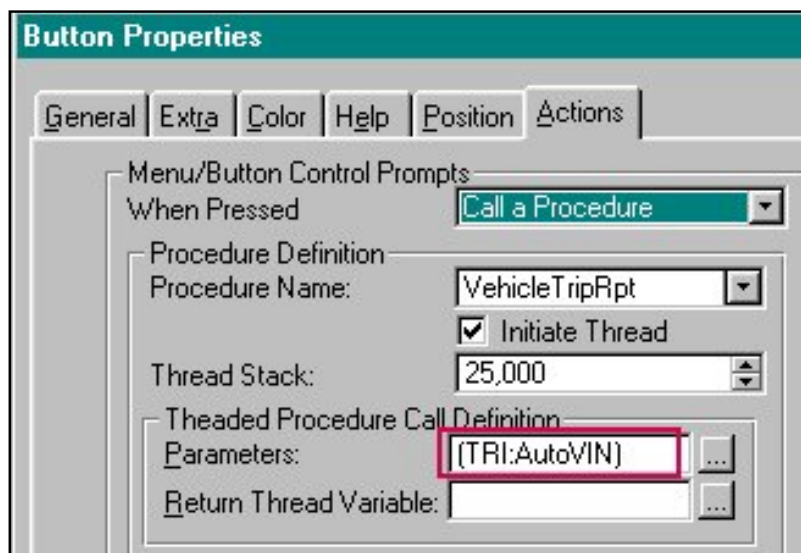 Button Properties
General Extra Color Help Position Actions
Menu/Button Control Prompts
When Pressed Call a Procedure
Procedure Definition
Procedure Name: VehicleTripRpt
Initiate Thread
Thread Stack: 25,000
Theaded Procedure Call Definition
Parameters: (TRI:AutoVIN) ...
Return Thread Variable: ...